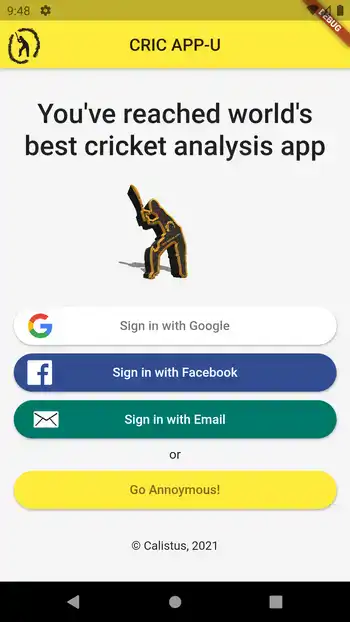 9:48
DEBUG
CRIC APP-U
You've reached world's
best cricket analysis app
Sign in with Google
Sign in with Facebook
Sign in with Email
or
Go Annoymous!
© Calistus, 2021